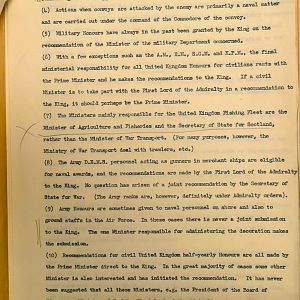 (4) Actions when convoys are attacked by the enemy are primarily a naval matter
and are carried out under the command of the Commodore of the convoy.
(5) Military Honours have always in the past been granted by the King on the
recommendation of the Minister of the military Department concerned.
(6) With a few exceptions such as the A.M., E.M., E.G.M. and K.P.M., the final
ministerial responsibility for all United Kingdom Honours for civilians rests with
the Prime Minister and he makes the recommendations to the King. If a civil
Minister is to take part with the First Lord of the Admiralty in a recommendation to
the King, it should perhaps be the Prime Minister.
(7) The Ministers mainly responsible for the United Kingdom Fishing Fleet are the
Minister of Agriculture and Fisheries and the Secretary of State for Scotland,
rather than the Minister of War Transport. (For many purposes, however, the
Ministry of War Transport deal with trawlers, etc.)
(8) The Army D.E.M.S. personnel acting as gunners in merchant ships are eligible
for naval awards, and the recommendations are made by the First Lord of the Admiralty
to the King. No question has arisen of a joint recommendation by the Secretary of
State for War. (The Army ranks are, however, definitely under Admiralty orders).
(9) Army Honours are sometimes given to naval personnel on shore and also to
ground staffs in the Air Force. In these cases there is never a joint submission
to the King. The one Minister responsible for administering the decoration makes
the submission.
(10) Recommendations for civil United Kingdom half-yearly Honours are all made by
the Prime Minister direct to the King. In the great majority of cases some other
Minister is also interested and has initiated the recommendation. It has never
been suggested that all these Ministers, e.g. the President of the Board of